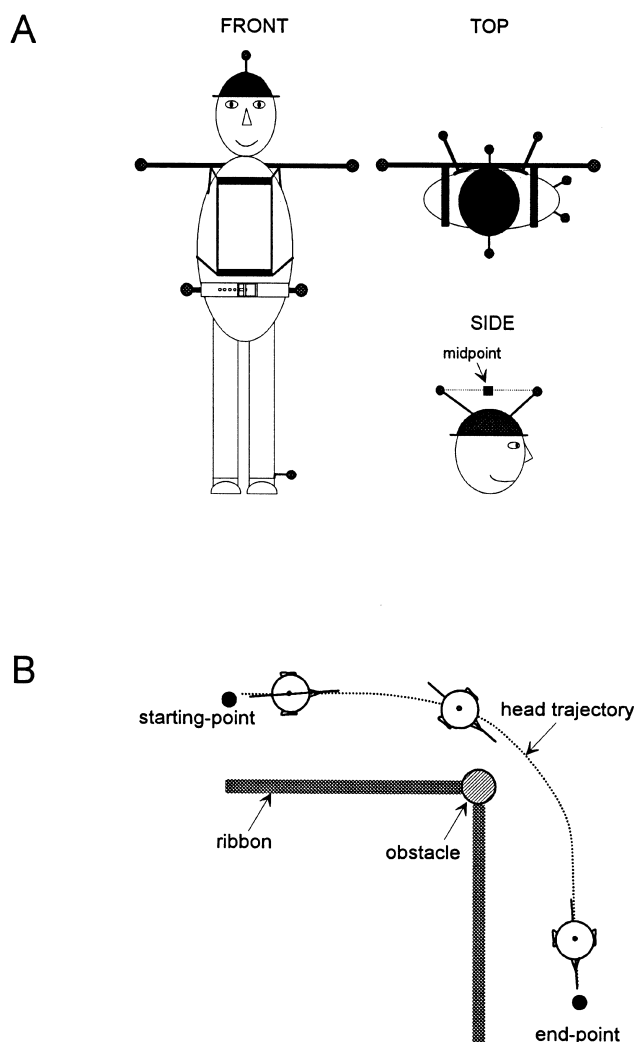 A
FRONT
TOP
SIDE
midpoint
B
starting-point
head trajectory
ribbon
obstacle
end-point